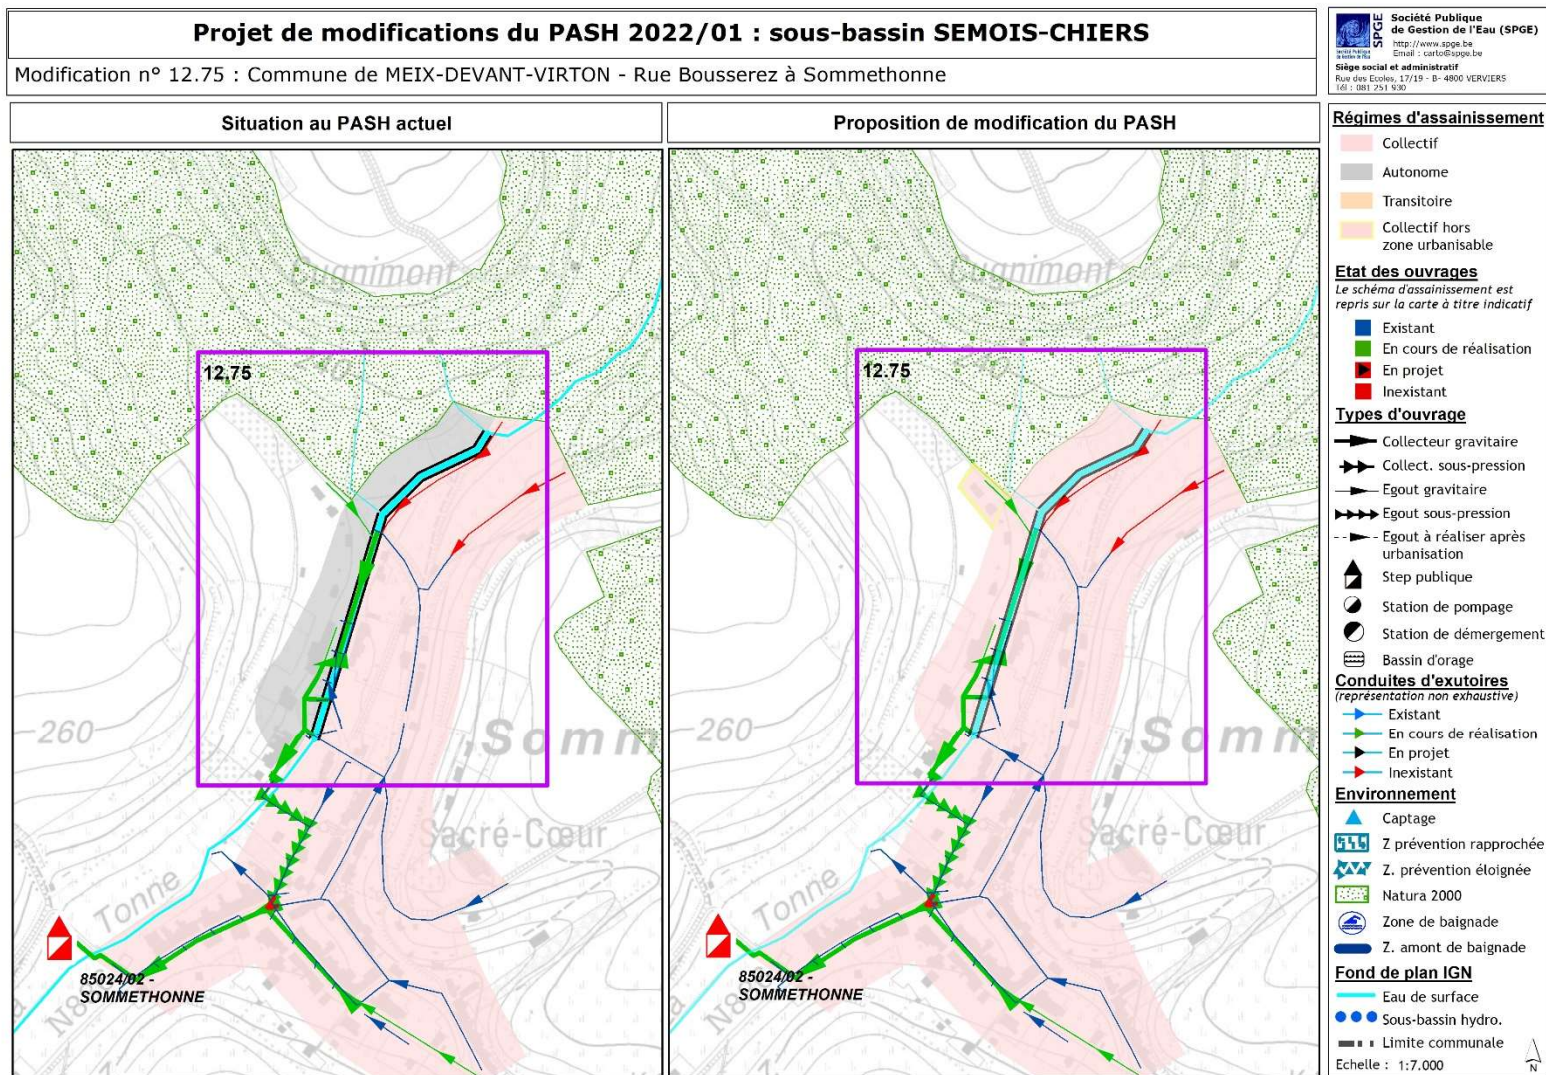 Projet de modifications du PASH 2022/01 : sous-bassin SEMOIS-CHIERS
Modification n° 12.75 : Commune de MEIX-DEVANT-VIRTON - Rue Bousserez à Sommethonne
SPGE
Société Publique
de Gestion de l'Eau (SPGE)
http://www.spge.be
Email : carto@spge.be
Siège social et administratif
Rue des Ecoles, 17/19 - B- 4800 VERVIERS
Tél : 081 251 930
Situation au PASH actuel
Cugnimont
12.75
260
Somm
Sacré-Cœur
Tonne
85024/02 -
SOMMETHONNE
Proposition de modification du PASH
Cugnimont
12.75
260
Somm
Sacré-Cœur
Tonne
85024/02 -
SOMMETHONNE
Régimes d'assainissement
Collectif
Autonome
Transitoire
Collectif hors
zone urbanisable
Etat des ouvrages
Le schéma d'assainissement est
repris sur la carte à titre indicatif
Existant
En cours de réalisation
En projet
Inexistant
Types d'ouvrage
Collecteur gravitaire
Collect. sous-pression
Egout gravitaire
Egout sous-pression
Egout à réaliser après
urbanisation
Step publique
Station de pompage
Station de démergement
Bassin d'orage
Conduites d'exutoires
(représentation non exhaustive)
Existant
En cours de réalisation
En projet
Inexistant
Environnement
Captage
Z prévention rapprochée
Z. prévention éloignée
Natura 2000
Zone de baignade
Z. amont de baignade
Fond de plan IGN
Eau de surface
Sous-bassin hydro.
Limite communale
Echelle : 1:7.000
N